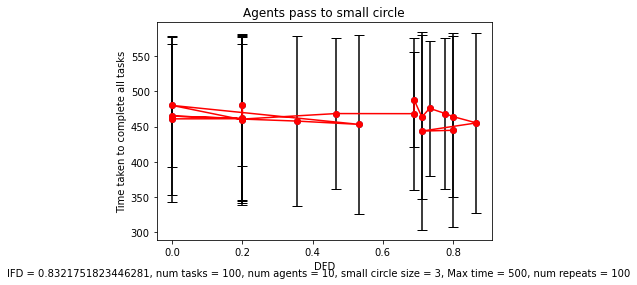 Agents pass to small circle
Time taken to complete all tasks
550
500
450
400
350
300
0.0 0.2 0.4 0.6 0.8
DFD
IFD = 0.8321751823446281, num tasks = 100, num agents = 10, small circle size = 3, Max time = 500, num repeats = 100